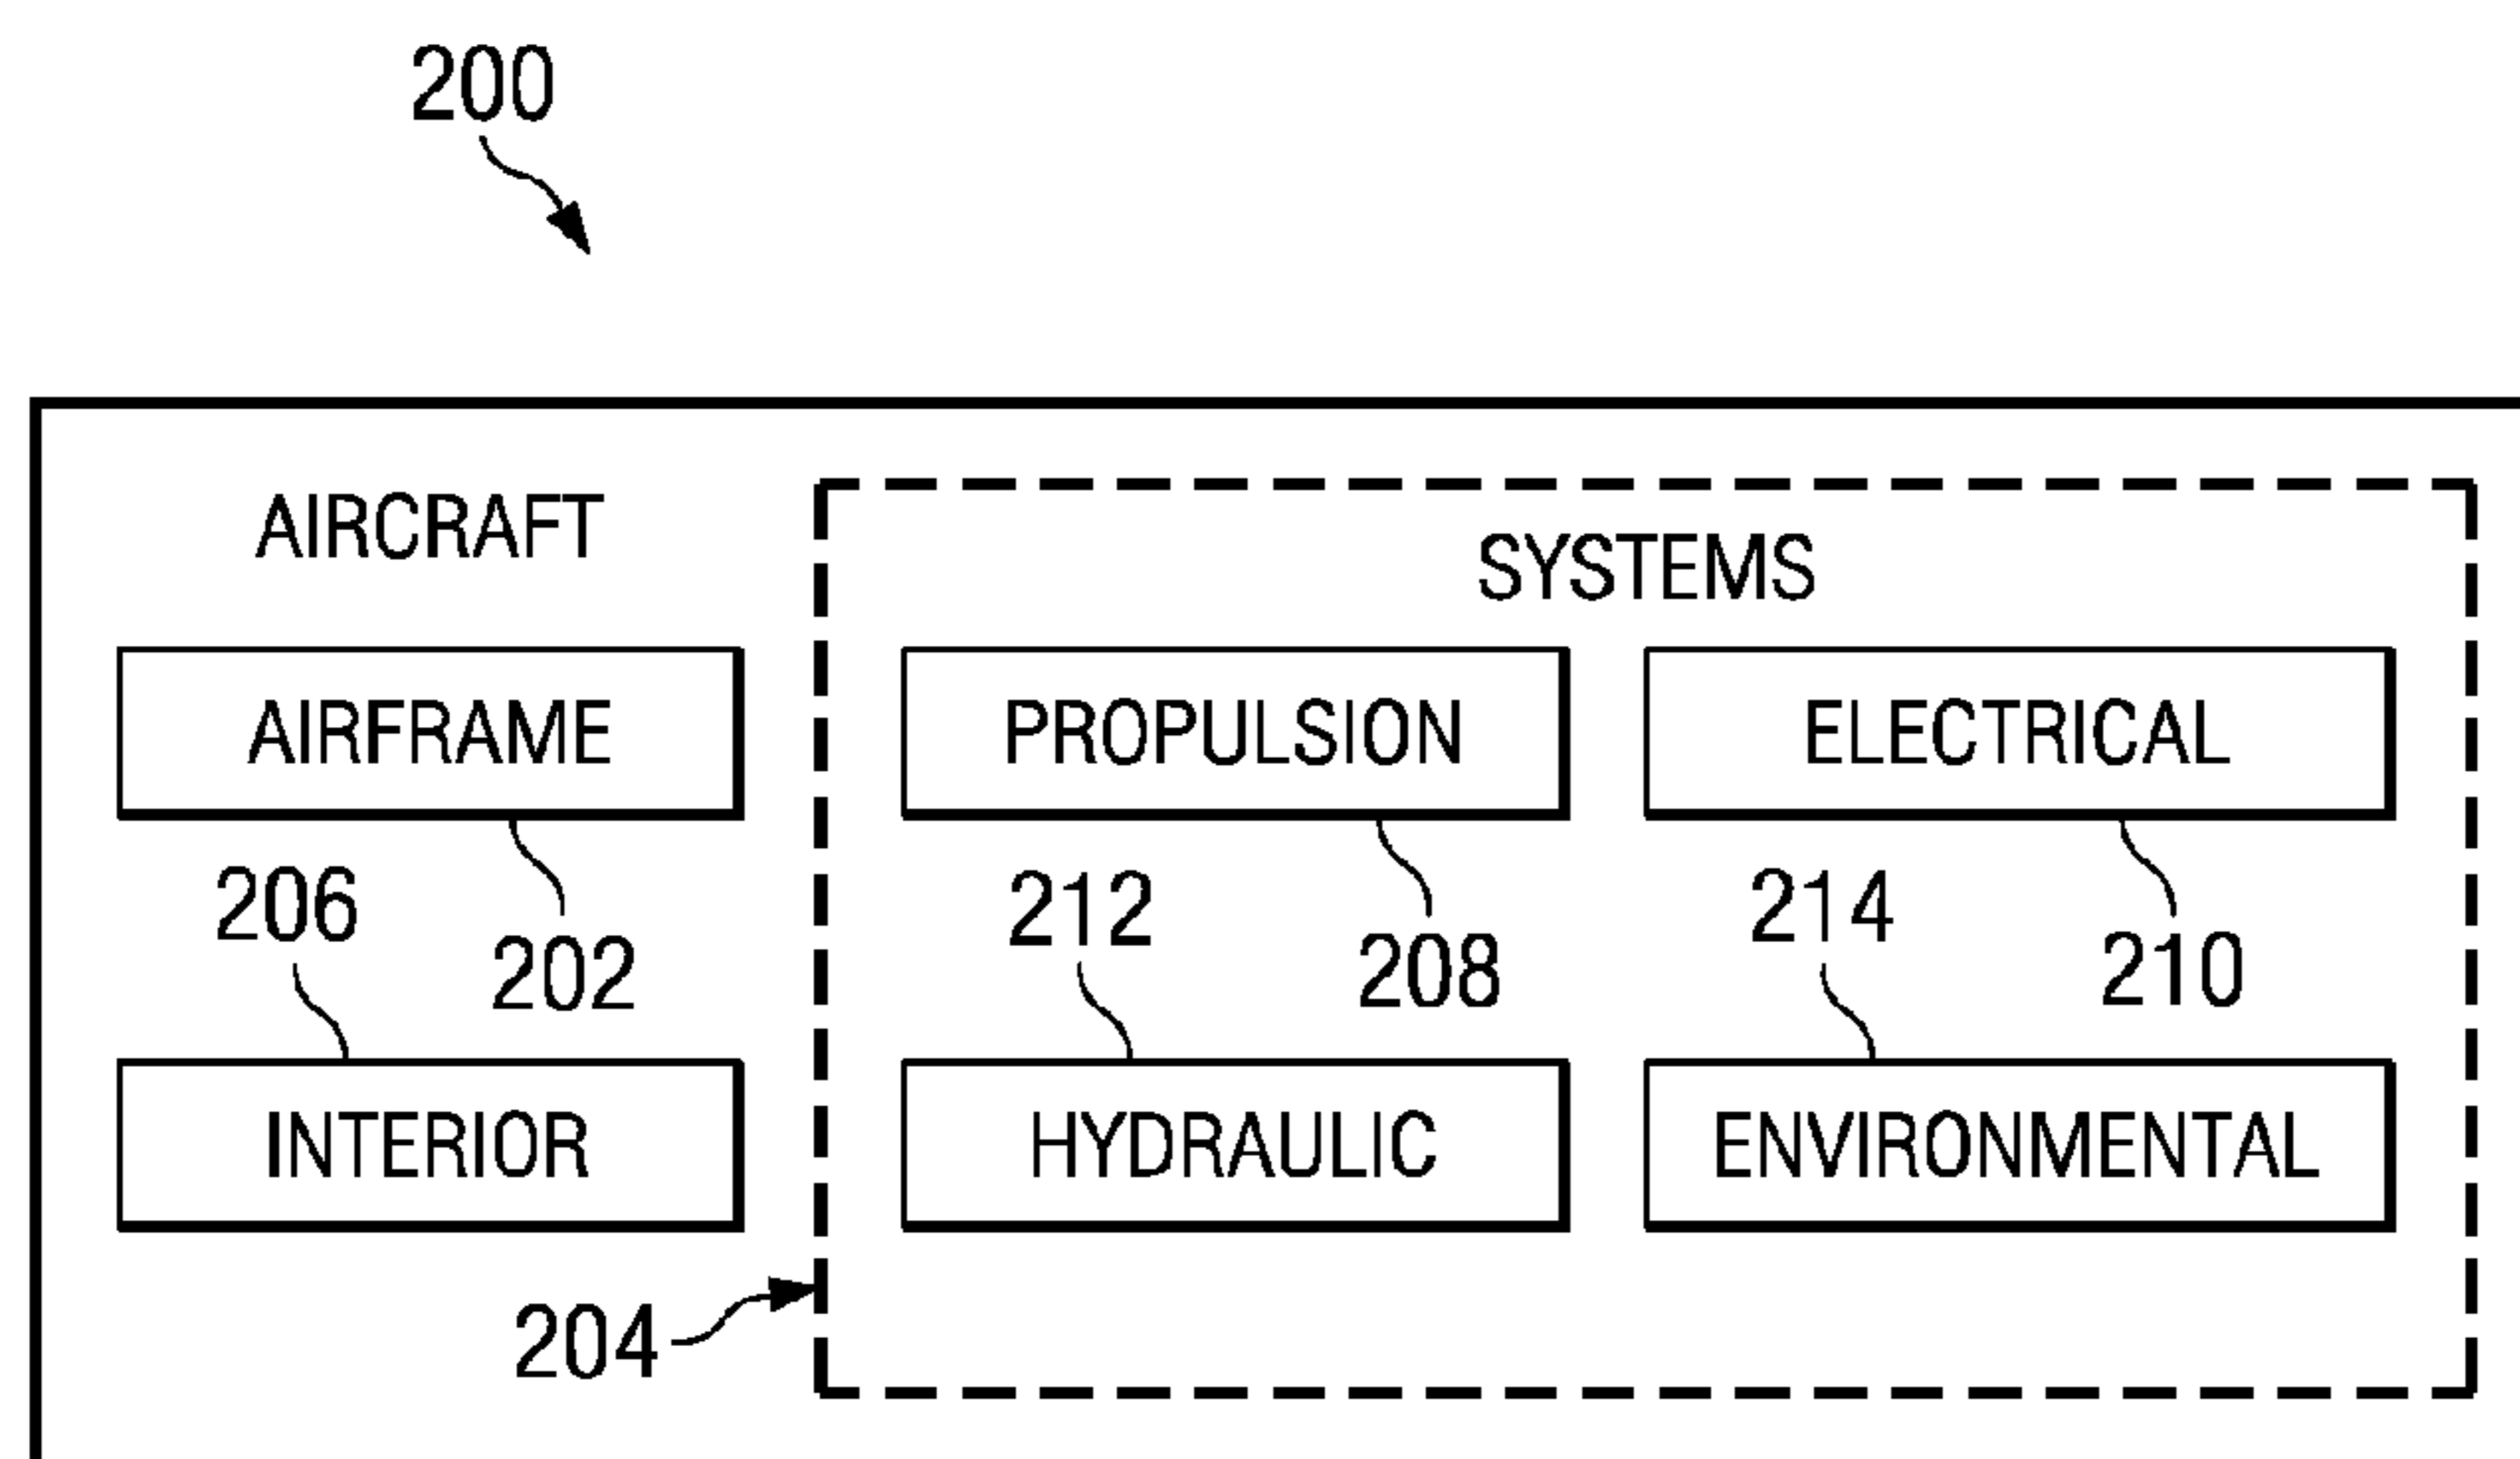 200
AIRCRAFT
SYSTEMS
AIRFRAME
PROPULSION
ELECTRICAL
206
202
212
208
214
210
INTERIOR
HYDRAULIC
ENVIRONMENTAL
204